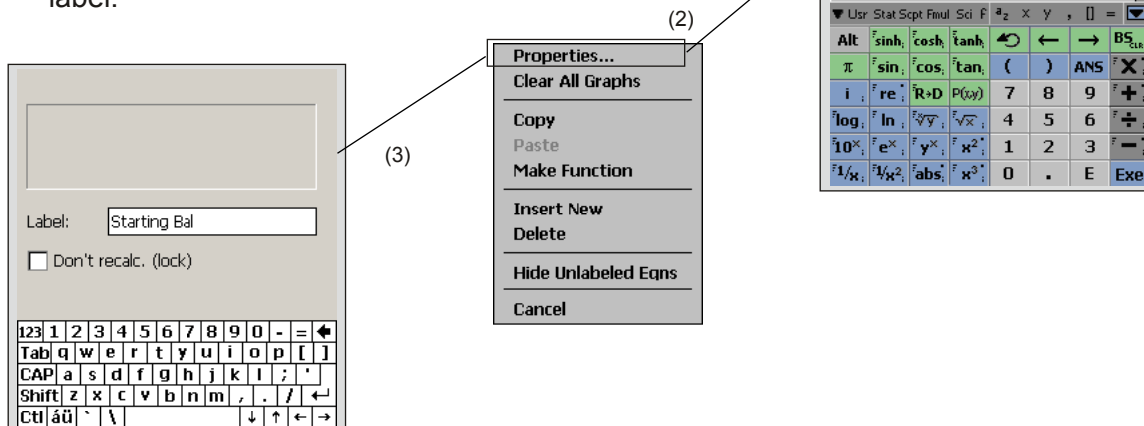 label.
(2)
Properties...
Clear All Graphs
Copy
Paste
Make Function
Insert New
Delete
Hide Unlabeled Eqns
Cancel
(3)
Label: Starting Bal
Don't recalc. (lock)
123 1 2 3 4 5 6 7 8 9 0 - =
Tab q w e r t y u i o p [ ]
CAP a s d f g h j k l ; '
Shift z x c v b n m , . /
Ctl áü ` \ ↓ ↑ ← →
Usr Stat Scpt Fmul Sci F a z x y , [] =
Alt sinh cosh tanh ← → BS CLR
π sin cos tan ( ) ANS X
i re R→D P(x,y) 7 8 9 +
log ln ˣ√y √x 4 5 6 ÷
10ˣ eˣ yˣ x² 1 2 3 −
1/x 1/x² abs x³ 0 . E Exe